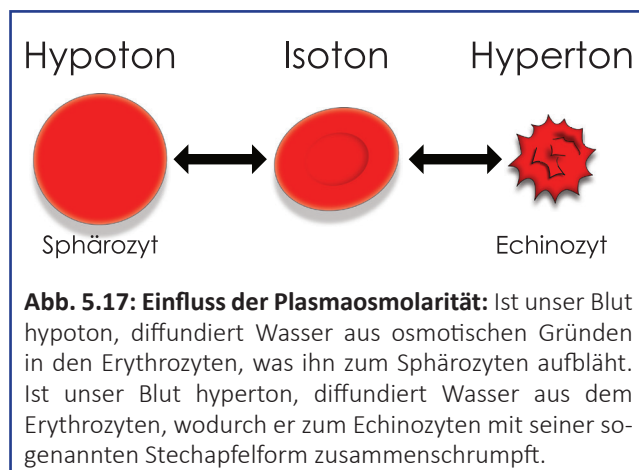 Hypoton Isoton Hyperton
Sphärozyt Echinozyt
Abb. 5.17: Einfluss der Plasmaosmolarität: Ist unser Blut
hypoton, diffundiert Wasser aus osmotischen Gründen
in den Erythrozyten, was ihn zum Sphärozyten aufbläht.
Ist unser Blut hyperton, diffundiert Wasser aus dem
Erythrozyten, wodurch er zum Echinozyten mit seiner so-
genannten Stechapfelform zusammenschrumpft.